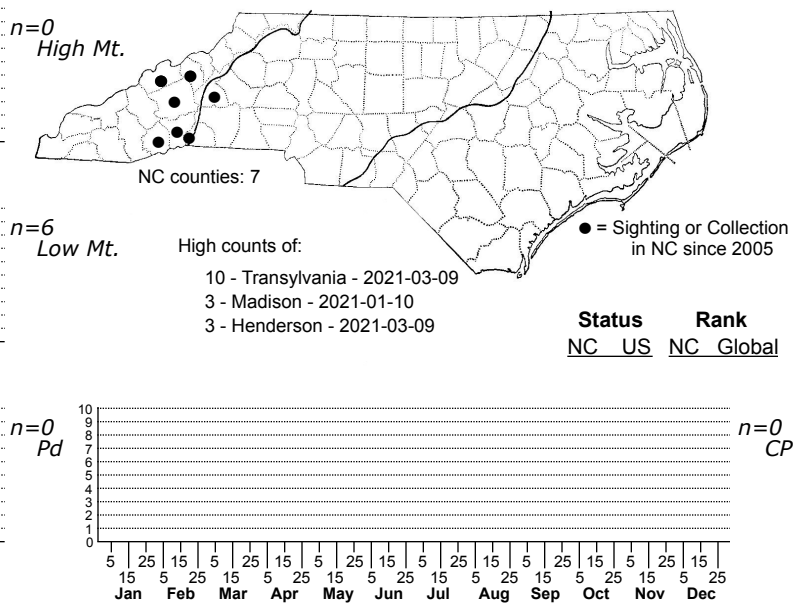 n=0
High Mt.
NC counties: 7
n=6
Low Mt.
● = Sighting or Collection
in NC since 2005
High counts of:
10 - Transylvania - 2021-03-09
3 - Madison - 2021-01-10
3 - Henderson - 2021-03-09
Status Rank
NC US NC Global
n=0
Pd
10
9
8
7
6
5
4
3
2
1
0
n=0
CP
5 15 25 5 15 25 5 15 25 5 15 25 5 15 25 5 15 25 5 15 25 5 15 25 5 15 25 5 15 25 5 15 25 5 15 25
Jan Feb Mar Apr May Jun Jul Aug Sep Oct Nov Dec